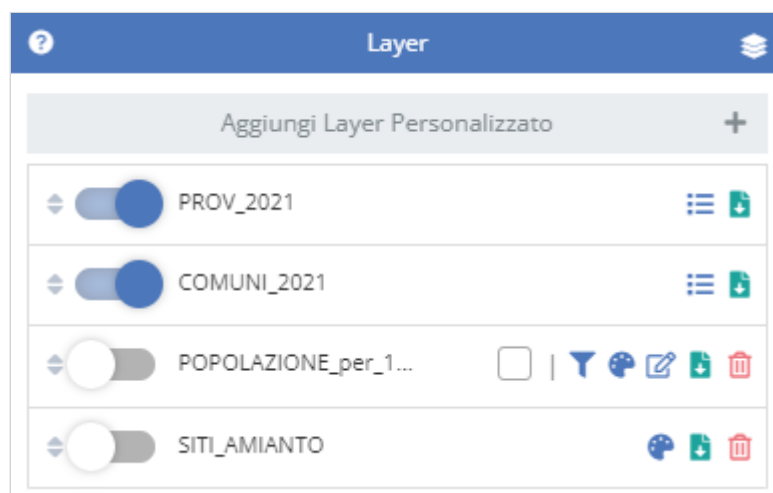 Layer
Aggiungi Layer Personalizzato +
PROV_2021
COMUNI_2021
POPOLAZIONE_per_1... |
SITI_AMIANTO